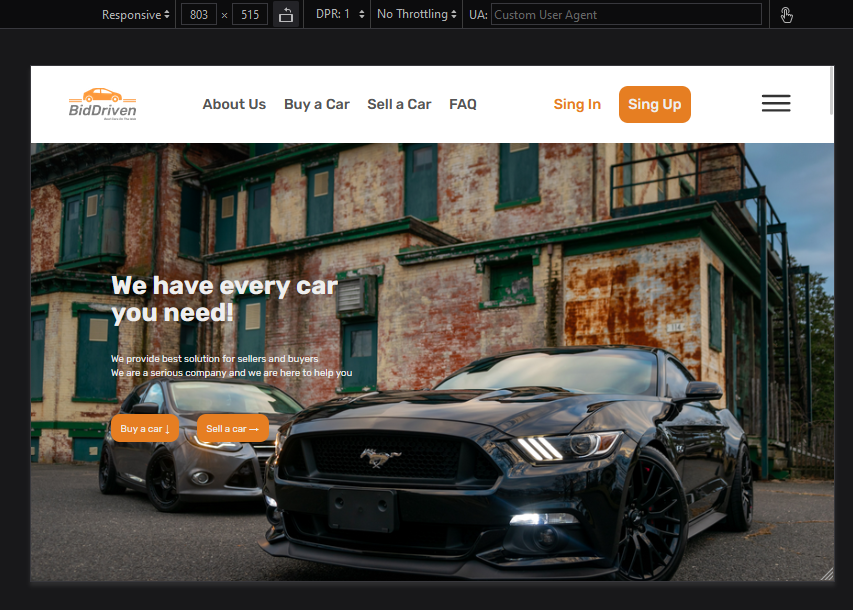 Responsive
803 × 515
DPR: 1
No Throttling
UA: Custom User Agent
BidDriven
About Us
Buy a Car
Sell a Car
FAQ
Sing In
Sing Up
We have every car
you need!
We provide best solution for sellers and buyers
We are a serious company and we are here to help you
Buy a car ↓
Sell a car →